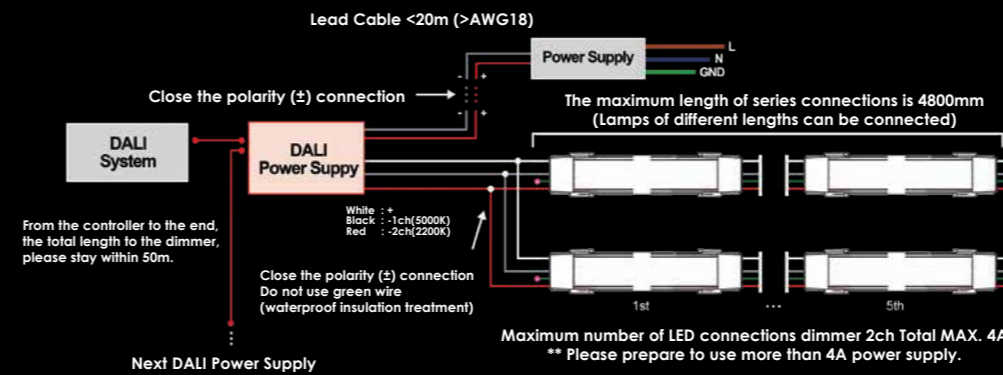 Lead Cable <20m (>AWG18)
Power Supply
L
N
GND
- +
Close the polarity (±) connection
- +
The maximum length of series connections is 4800mm
(Lamps of different lengths can be connected)
DALI
System
DALI
Power Suppy
White : +
Black : -1ch(5000K)
Red : -2ch(2200K)
From the controller to the end,
the total length to the dimmer,
please stay within 50m.
Close the polarity (±) connection
Do not use green wire
(waterproof insulation treatment)
1st ... 5th
Maximum number of LED connections dimmer 2ch Total MAX. 4A
** Please prepare to use more than 4A power supply.
Next DALI Power Supply